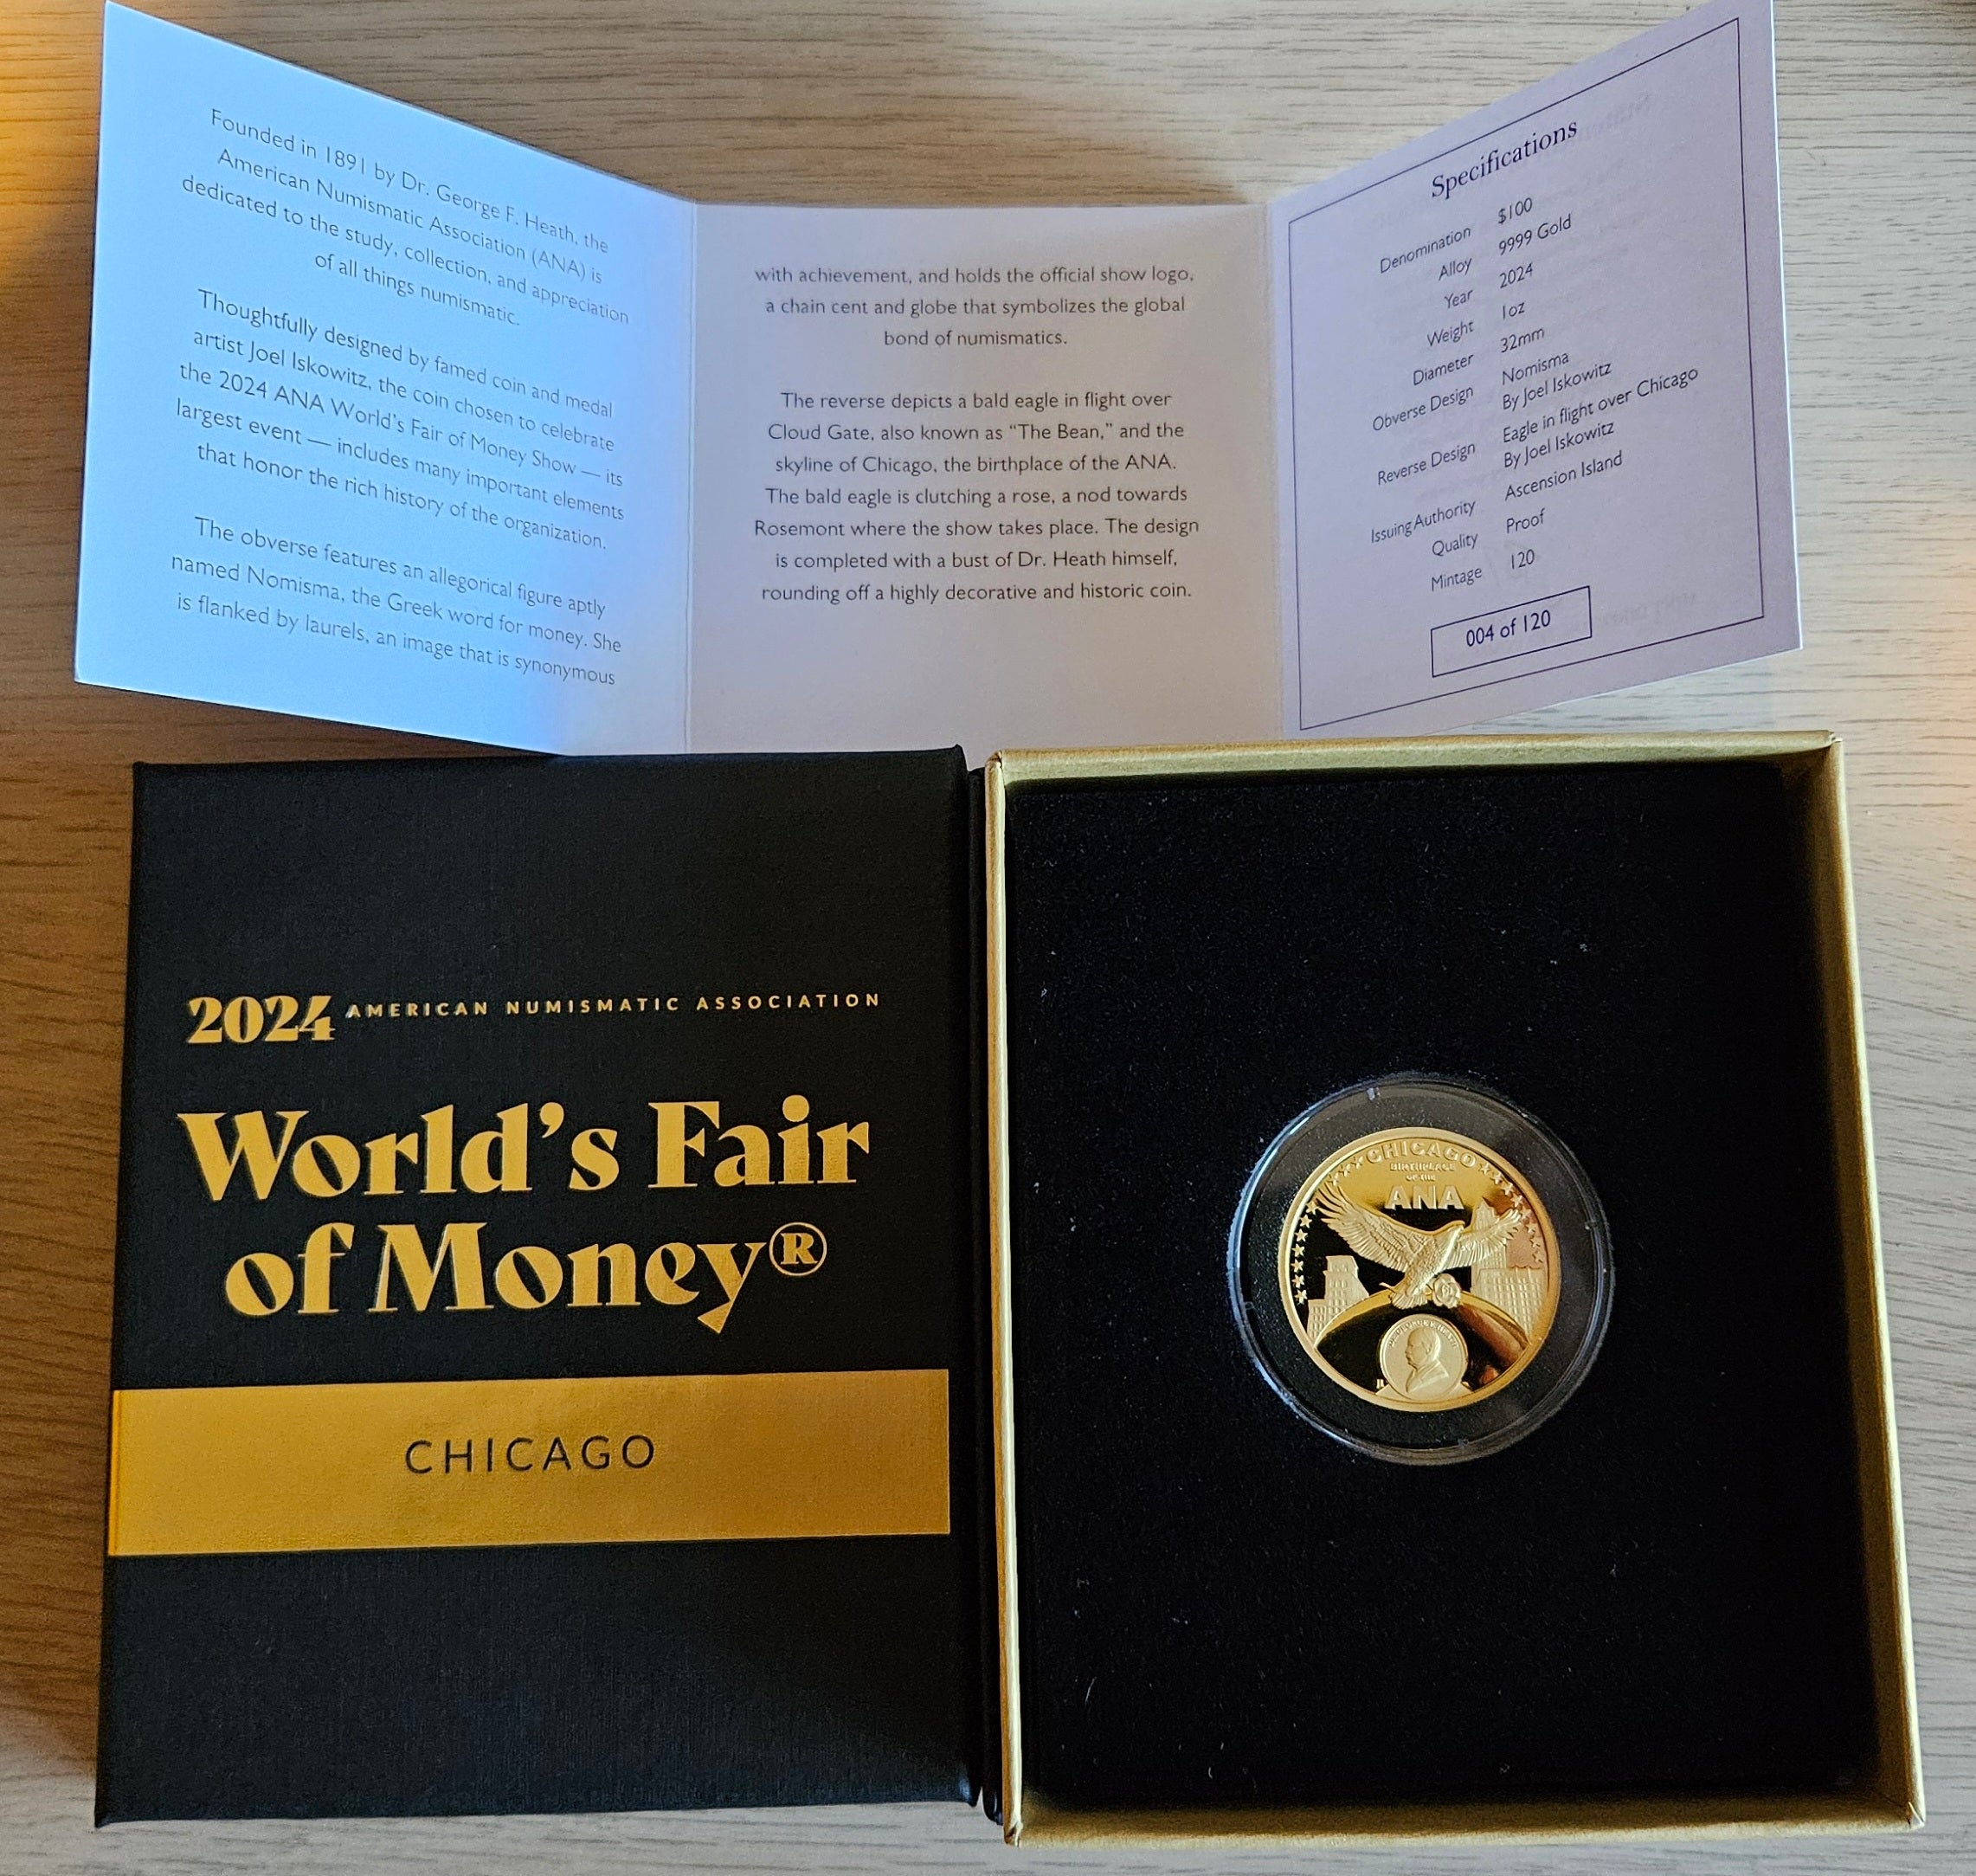 Founded in 1891 by Dr. George F. Heath, the
American Numismatic Association (ANA) is
dedicated to the study, collection, and appreciation
of all things numismatic.
Thoughtfully designed by famed coin and medal
artist Joel Iskowitz, the coin chosen to celebrate
the 2024 ANA World's Fair of Money Show — its
largest event — includes many important elements
that honor the rich history of the organization.
The obverse features an allegorical figure aptly
named Nomisma, the Greek word for money. She
is flanked by laurels, an image that is synonymous
with achievement, and holds the official show logo,
a chain cent and globe that symbolizes the global
bond of numismatics.
The reverse depicts a bald eagle in flight over
Cloud Gate, also known as “The Bean,” and the
skyline of Chicago, the birthplace of the ANA.
The bald eagle is clutching a rose, a nod towards
Rosemont where the show takes place. The design
is completed with a bust of Dr. Heath himself,
rounding off a highly decorative and historic coin.
Specifications
Denomination $100
Alloy 9999 Gold
Year 2024
Weight 1oz
Diameter 32mm
Obverse Design Nomisma
By Joel Iskowitz
Reverse Design Eagle in flight over Chicago
By Joel Iskowitz
Issuing Authority Ascension Island
Quality Proof
Mintage 120
004 of 120
2024 AMERICAN NUMISMATIC ASSOCIATION
World's Fair
of Money®
CHICAGO
CHICAGO
BIRTHPLACE
OF THE
ANA